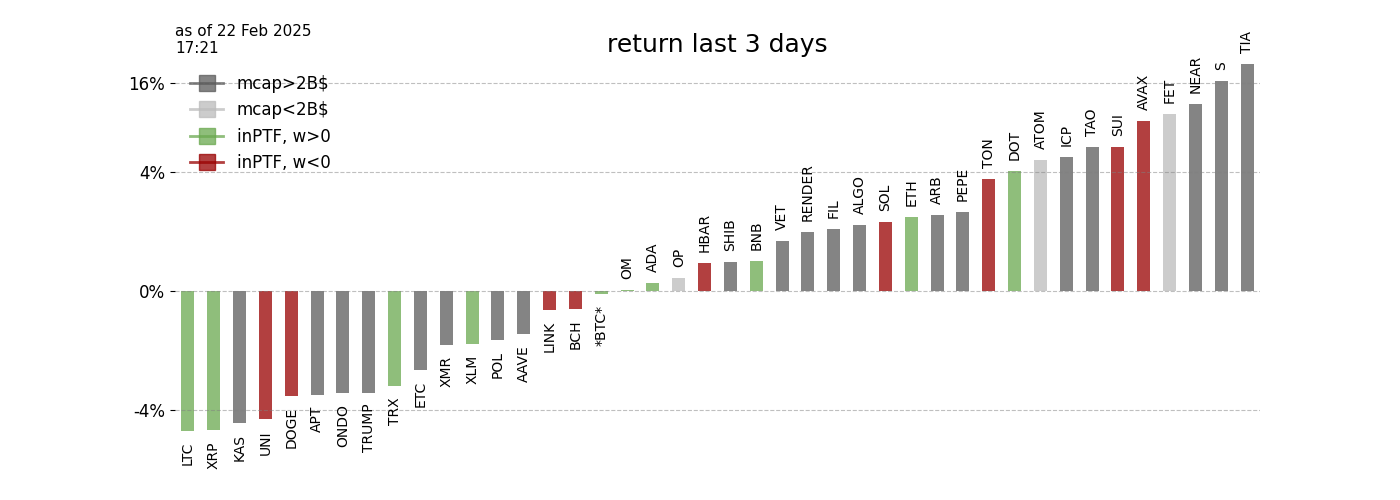 as of 22 Feb 2025
17:21
return last 3 days
mcap>2B$
mcap<2B$
inPTF, w>0
inPTF, w<0
16%
4%
0%
-4%
LTC
XRP
KAS
UNI
DOGE
APT
ONDO
TRUMP
TRX
ETC
XMR
XLM
POL
AAVE
LINK
BCH
*BTC*
OM
ADA
OP
HBAR
SHIB
BNB
VET
RENDER
FIL
ALGO
SOL
ETH
ARB
PEPE
TON
DOT
ATOM
ICP
TAO
SUI
AVAX
FET
NEAR
S
TIA